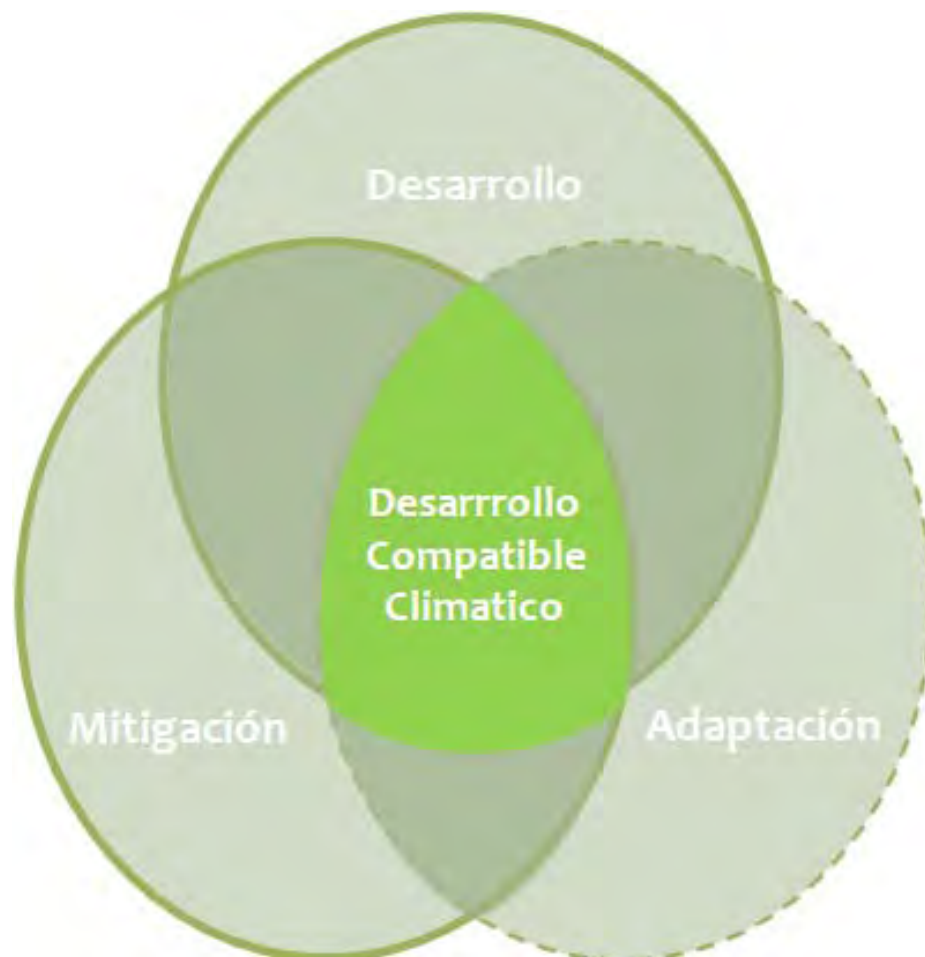 Desarrollo
Desarrrollo
Compatible
Climatico
Mitigación
Adaptación